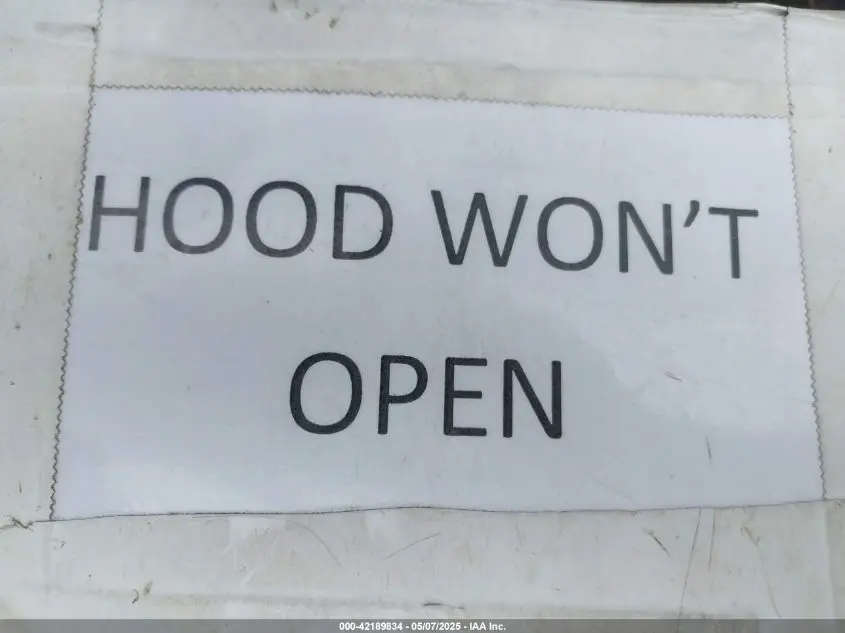 HOOD WON’T
OPEN
000-42189834 - 05/07/2025 - IAA Inc.